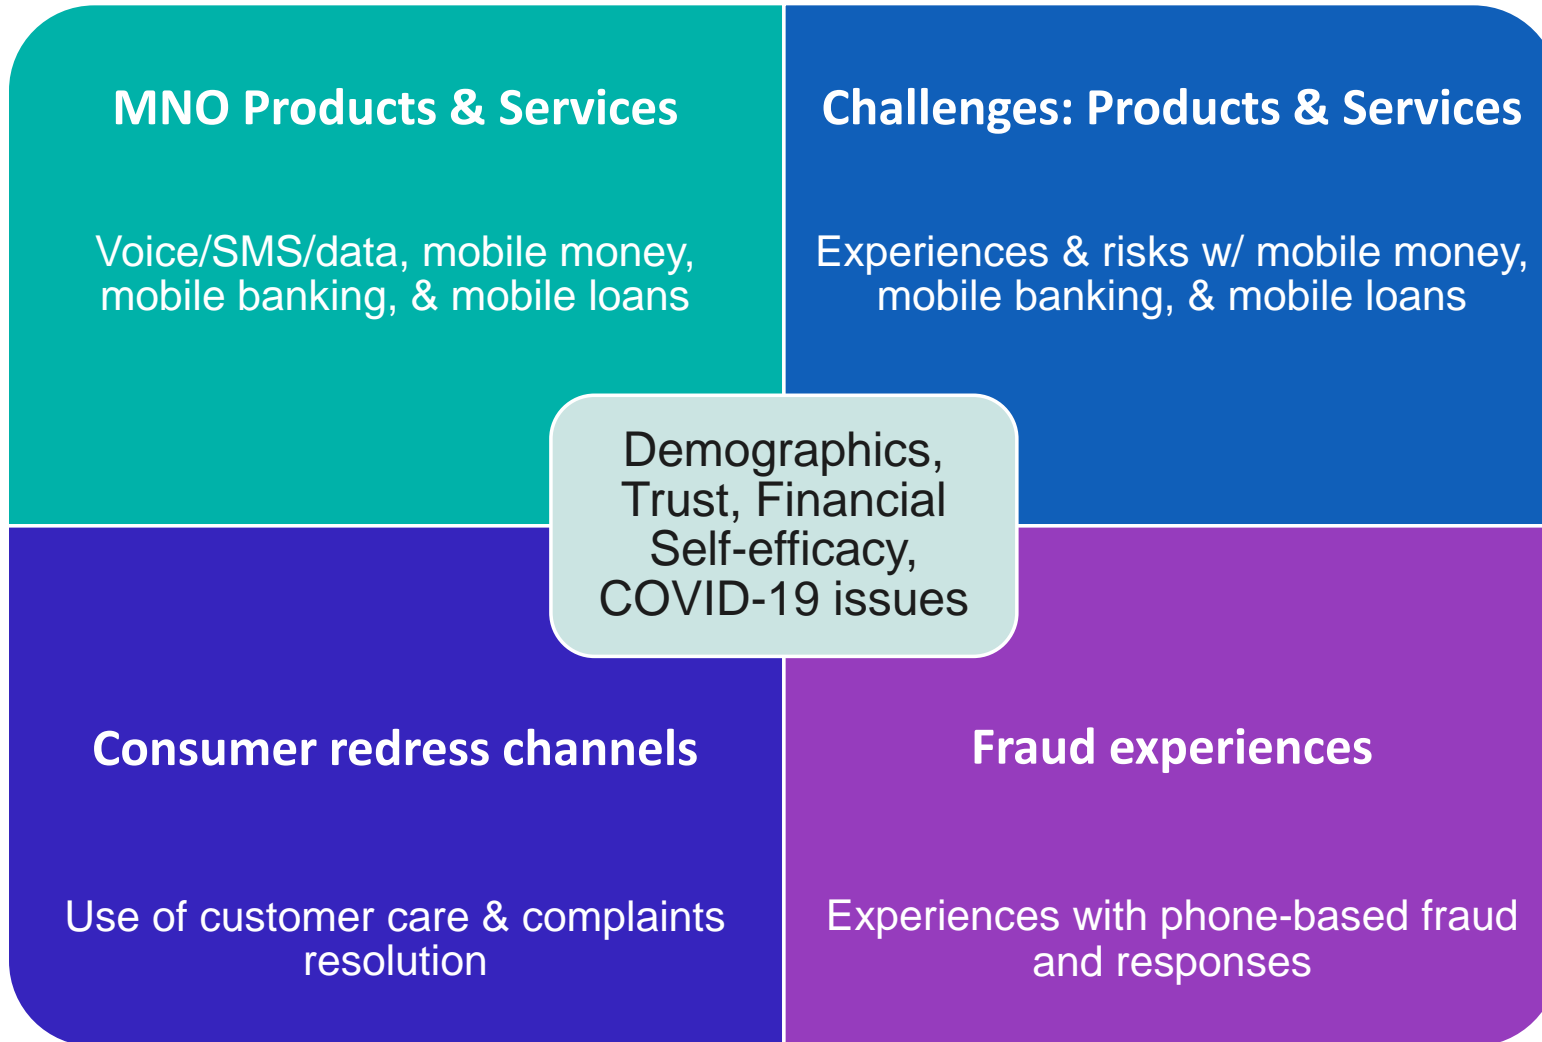 MNO Products & Services
Voice/SMS/data, mobile money,
mobile banking, & mobile loans
Challenges: Products & Services
Experiences & risks w/ mobile money,
mobile banking, & mobile loans
Demographics,
Trust, Financial
Self-efficacy,
COVID-19 issues
Consumer redress channels
Use of customer care & complaints
resolution
Fraud experiences
Experiences with phone-based fraud
and responses